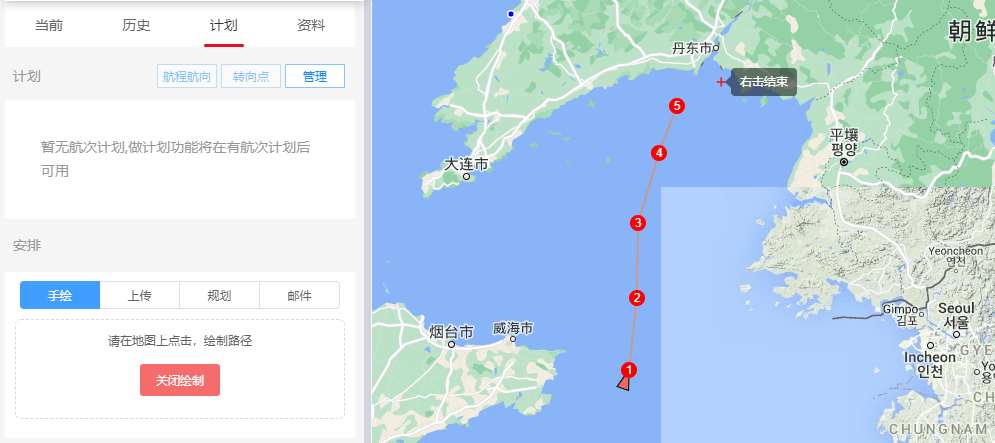 当前
历史
计划
资料
计划
航程航向
转向点
管理
暂无航次计划,做计划功能将在有航次计划后
可用
安排
手绘
上传
规划
邮件
请在地图上点击，绘制路径
关闭绘制
朝鲜
丹东市
右击结束
5
平壤
평양
4
大连市
3
Yeoncheon
연천
2
Gimpo
김포
Seoul
서울
烟台市
威海市
Incheon
인천
1
CHUNGNAM